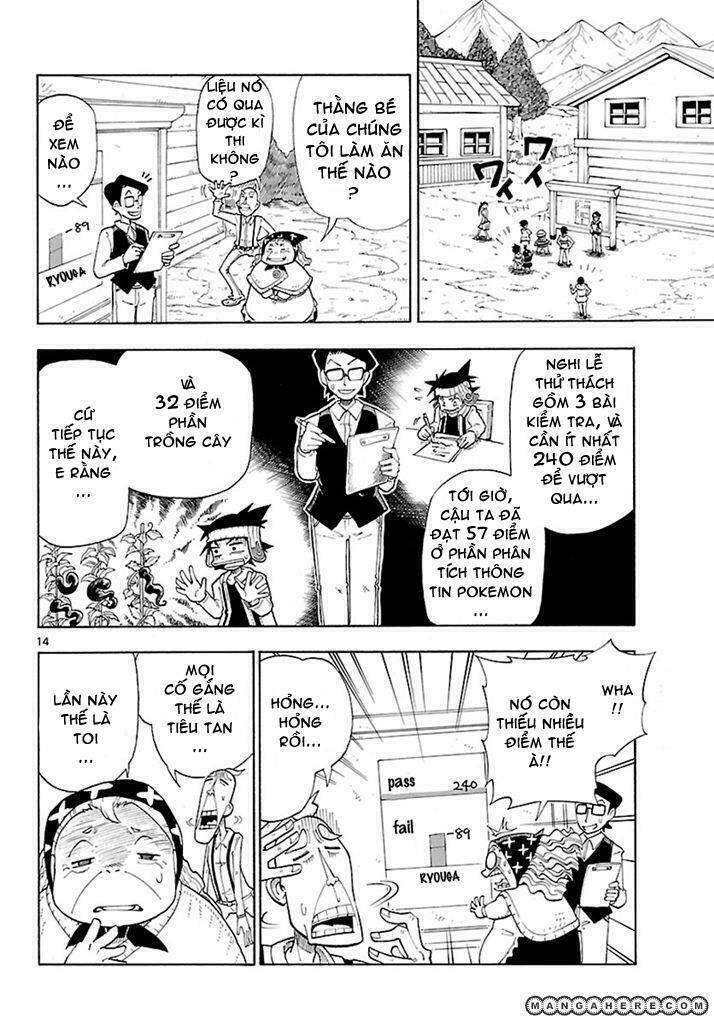 ワイ
ワイ
THẰNG BÉ
CỦA CHÚNG
TÔI LÀM ĂN
THẾ NÀO
?
LIỆU NÓ
CÓ QUA
ĐƯỢC KÌ
THI
KHÔNG
?
ĐỂ
XEM
NÀO
...
-89
RYOUGA
NGHI LỄ
THỬ THÁCH
GỒM 3 BÀI
KIỂM TRA, VÀ
CẦN ÍT NHẤT
240 ĐIỂM
ĐỂ VƯỢT
QUA...
TỚI GIỜ,
CẬU TA ĐÃ
ĐẠT 57 ĐIỂM
Ở PHẦN PHÂN
TÍCH THÔNG
TIN POKEMON
...
VÀ
32 ĐIỂM
PHẦN
TRỒNG CÂY
CỨ
TIẾP TỤC
THẾ NÀY,
E RẰNG
...
14
WHA
!!
NÓ CÒN
THIẾU NHIỀU
ĐIỂM THẾ
À!!
HỎNG...
HỎNG
RỒI...
pass
240
fail
-89
RYOUGA
MỌI
CỐ GẮNG
THẾ LÀ
TIÊU TAN
...
LẦN NÀY
THẾ LÀ
TOI
...
MANGAHERE.COM